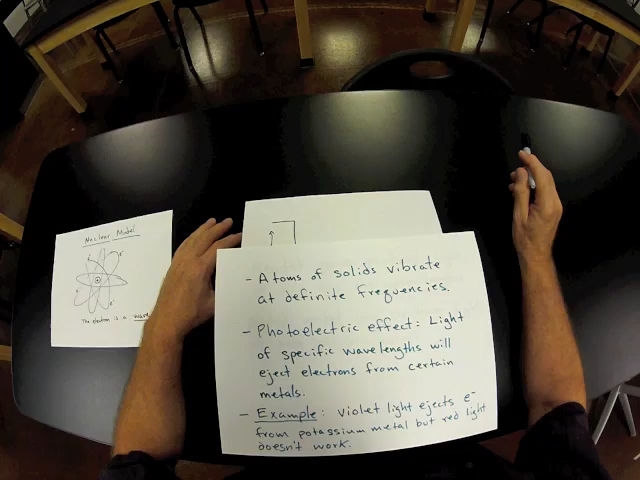 Nuclear Model
e-
e-
e-
The electron is a wave
- Atoms of solids vibrate
at definite frequencies.
- Photoelectric effect: Light
of specific wavelengths will
eject electrons from certain
metals.
- Example: Violet light ejects e-
from potassium metal but red light
doesn't work.